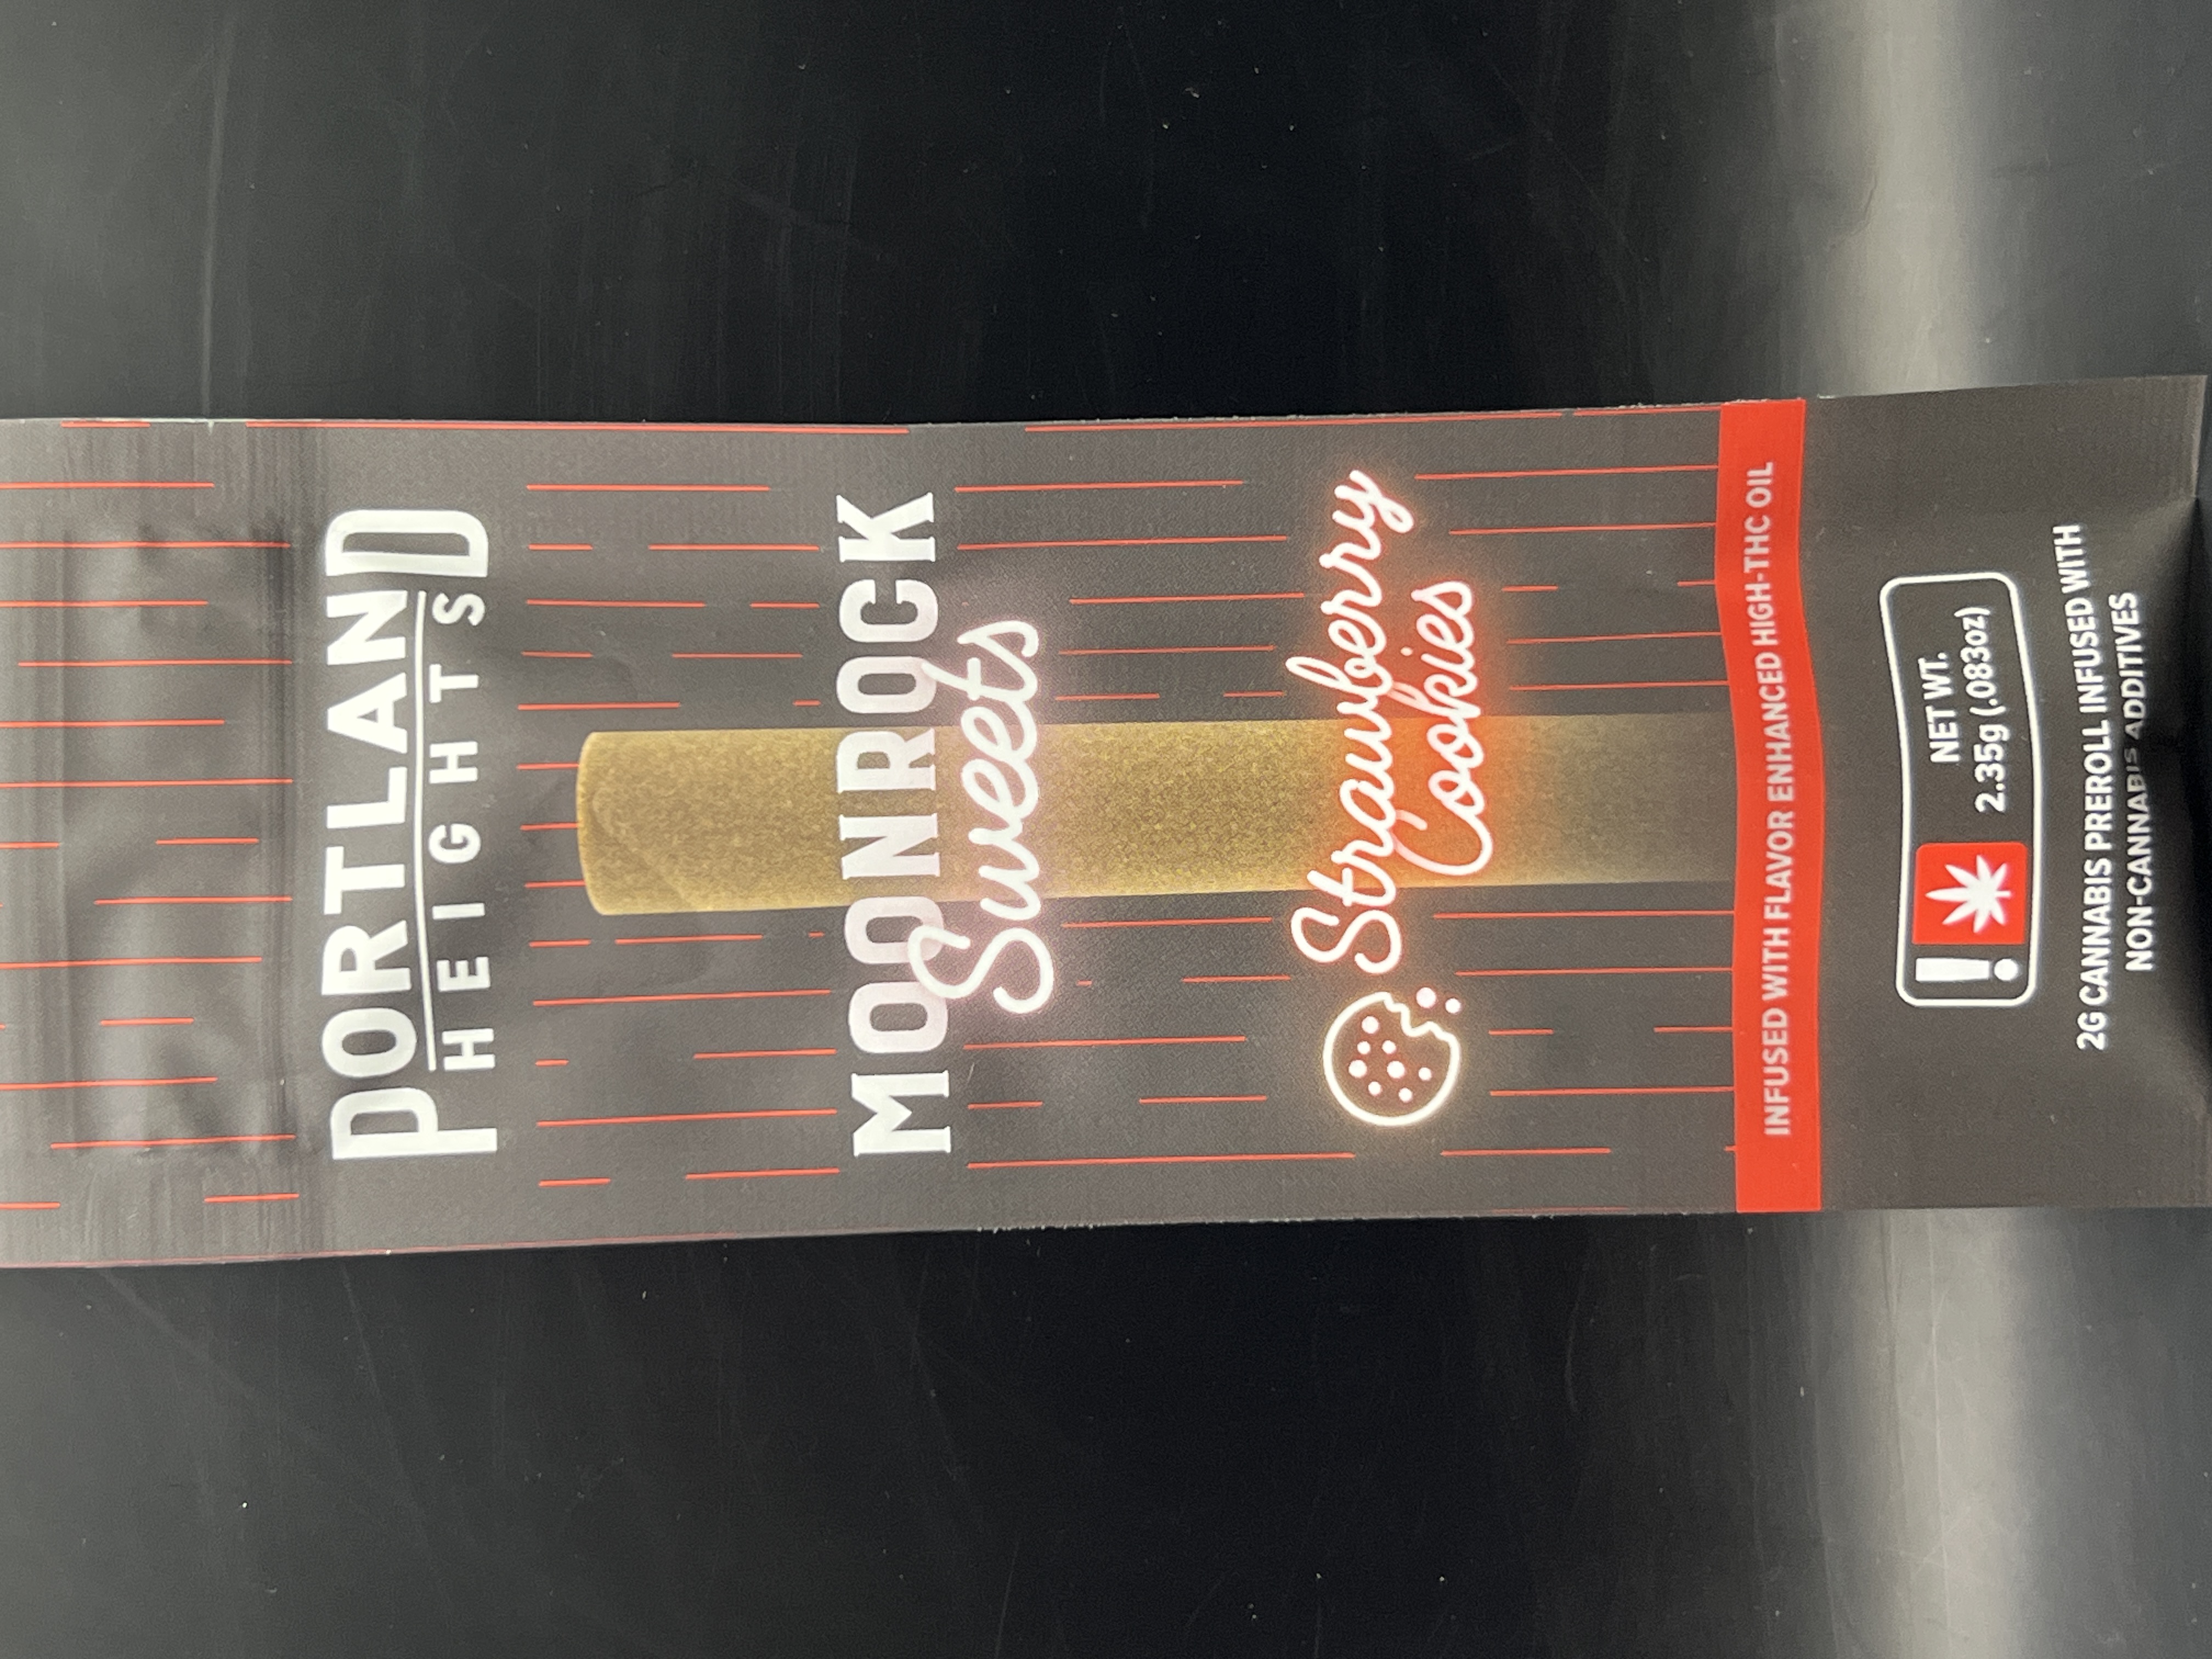 PORTLAND
HEIGHTS
MOONROCK
Sweets
Strawberry
Cookies
INFUSED WITH FLAVOR ENHANCED HIGH-THC OIL
!
NET WT.
2.35g (.083oz)
2G CANNABIS PREROLL INFUSED WITH
NON-CANNABIS ADDITIVES